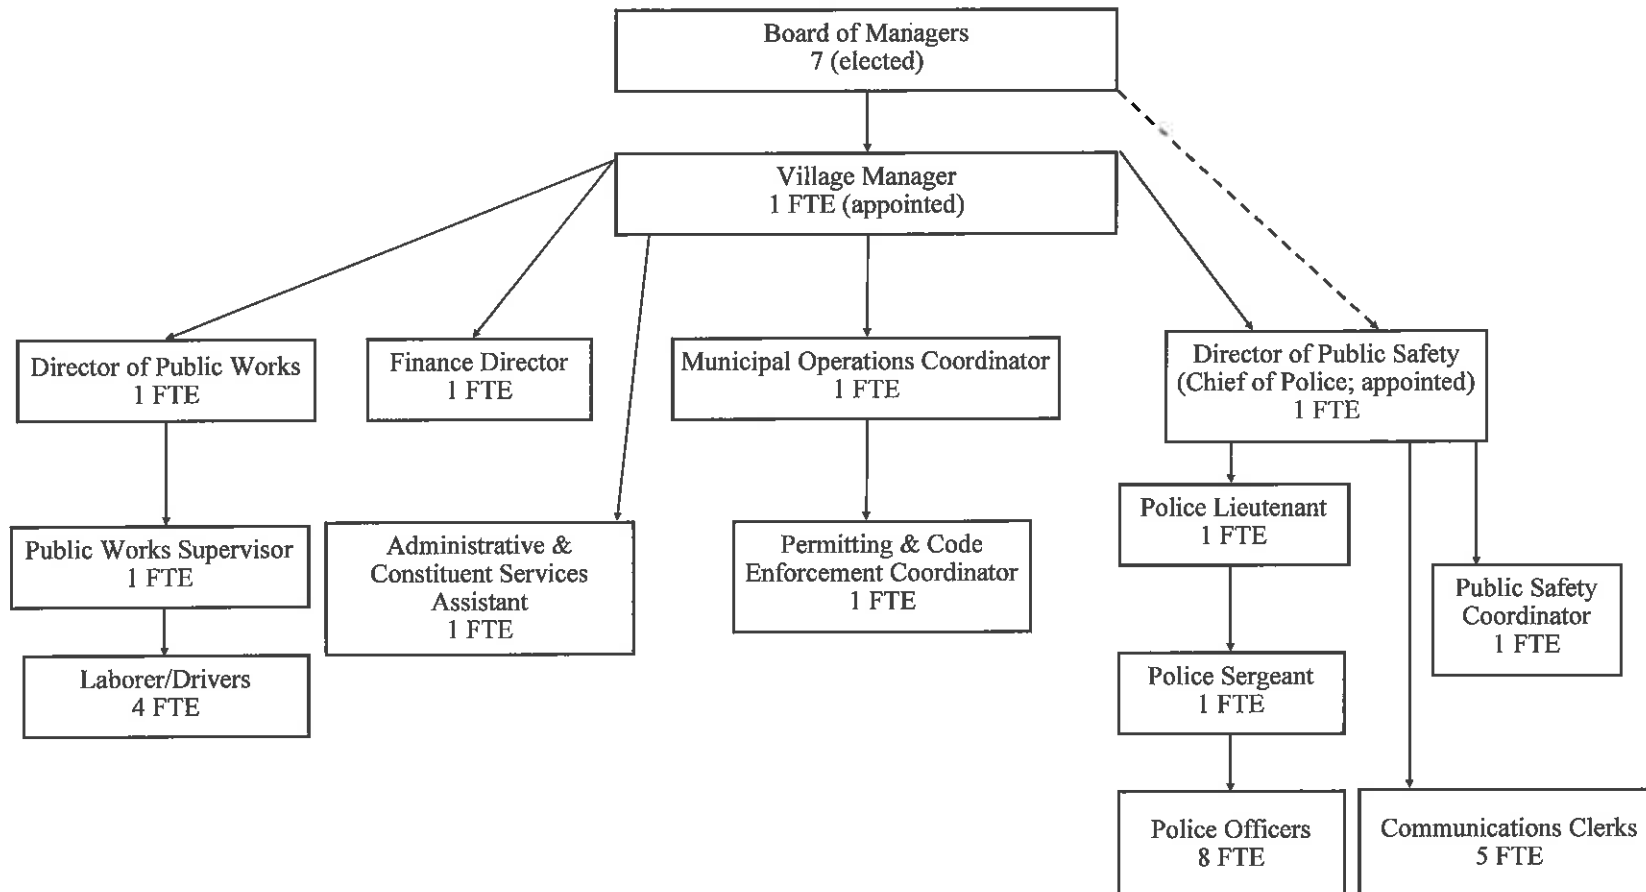 Board of Managers
7 (elected)
Village Manager
1 FTE (appointed)
Director of Public Works
1 FTE
Finance Director
1 FTE
Municipal Operations Coordinator
1 FTE
Director of Public Safety
(Chief of Police; appointed)
1 FTE
Public Works Supervisor
1 FTE
Laborer/Drivers
4 FTE
Administrative &
Constituent Services
Assistant
1 FTE
Permitting & Code
Enforcement Coordinator
1 FTE
Police Lieutenant
1 FTE
Police Sergeant
1 FTE
Police Officers
8 FTE
Public Safety
Coordinator
1 FTE
Communications Clerks
5 FTE